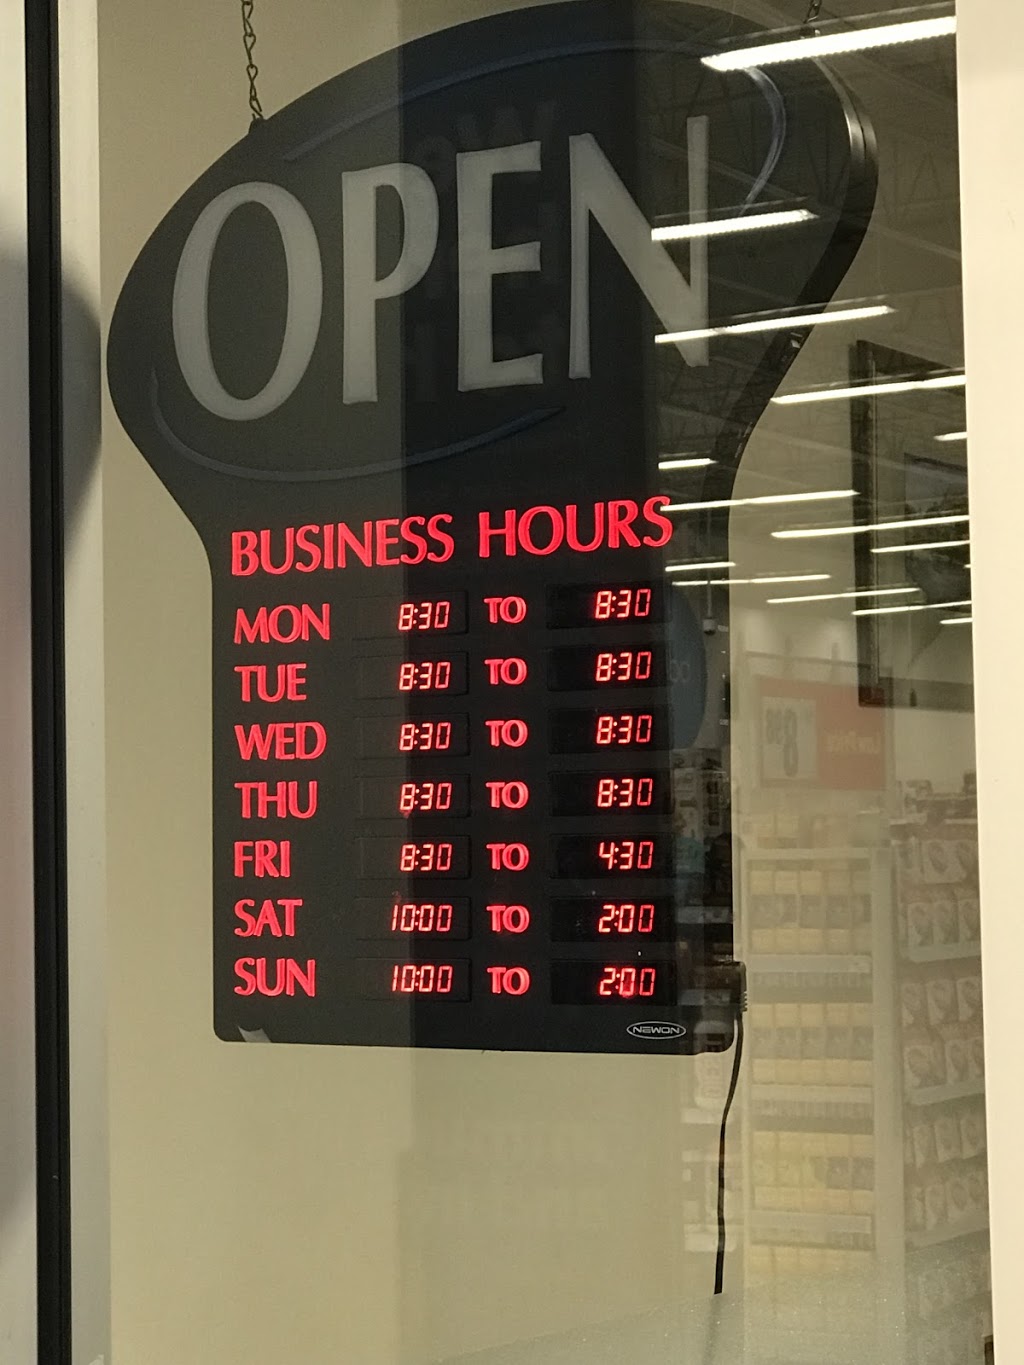 OPEN
BUSINESS HOURS
MON 8:30 TO 8:30
TUE 8:30 TO 8:30
WED 8:30 TO 8:30
THU 8:30 TO 8:30
FRI 8:30 TO 4:30
SAT 10:00 TO 2:00
SUN 10:00 TO 2:00
NEWON